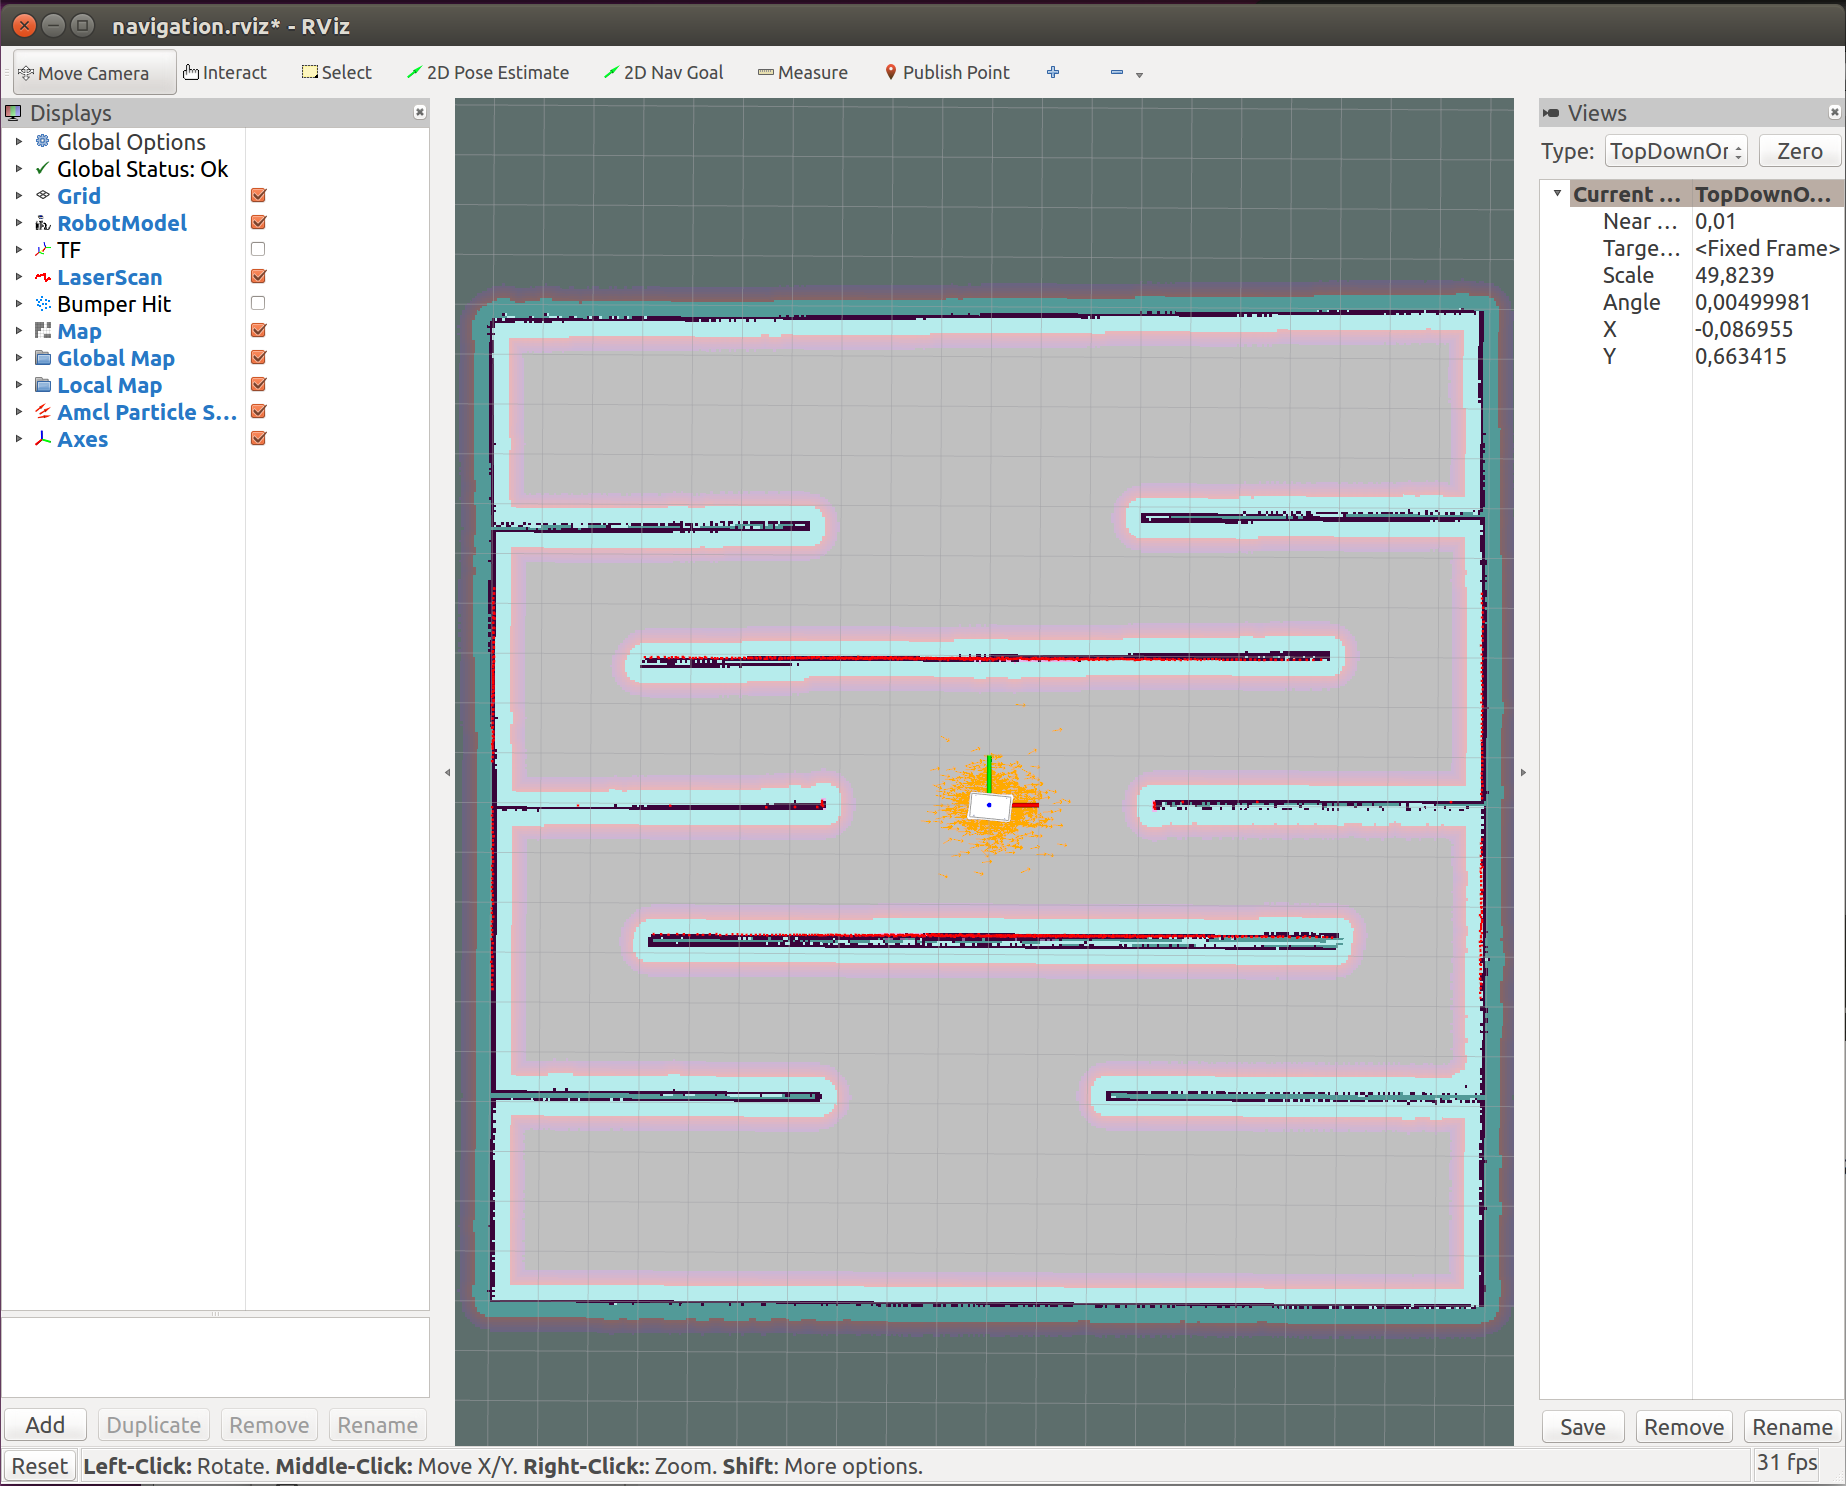 navigation.rviz* - RViz
Move Camera Interact Select 2D Pose Estimate 2D Nav Goal Measure Publish Point
Displays
Global Options
Global Status: Ok
Grid
RobotModel
TF
LaserScan
Bumper Hit
Map
Global Map
Local Map
Amcl Particle S...
Axes
Add Duplicate Remove Rename
Views
Type: TopDownOr Zero
Current ... TopDownO...
Near ... 0,01
Targe... <Fixed Frame>
Scale 49,8239
Angle 0,00499981
X -0,086955
Y 0,663415
Save Remove Rename
Reset Left-Click: Rotate. Middle-Click: Move X/Y. Right-Click:: Zoom. Shift: More options. 31 fps